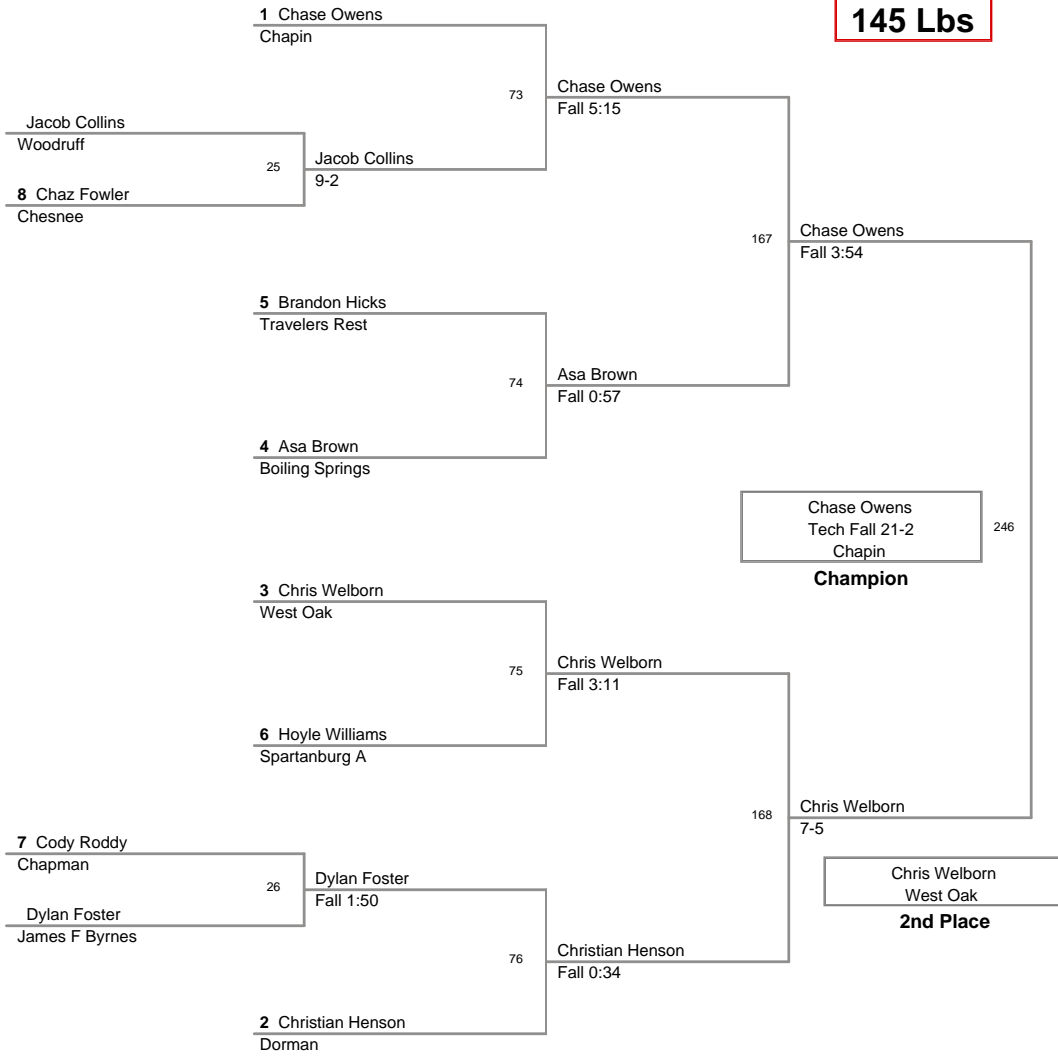 145 Lbs
1 Chase Owens
Chapin
73
Chase Owens
Fall 5:15
Jacob Collins
Woodruff
25
Jacob Collins
9-2
8 Chaz Fowler
Chesnee
167
Chase Owens
Fall 3:54
5 Brandon Hicks
Travelers Rest
74
Asa Brown
Fall 0:57
4 Asa Brown
Boiling Springs
Chase Owens
Tech Fall 21-2
Chapin
246
Champion
3 Chris Welborn
West Oak
75
Chris Welborn
Fall 3:11
6 Hoyle Williams
Spartanburg A
168
Chris Welborn
7-5
7 Cody Roddy
Chapman
26
Dylan Foster
Fall 1:50
Dylan Foster
James F Byrnes
Chris Welborn
West Oak
2nd Place
76
Christian Henson
Fall 0:34
2 Christian Henson
Dorman